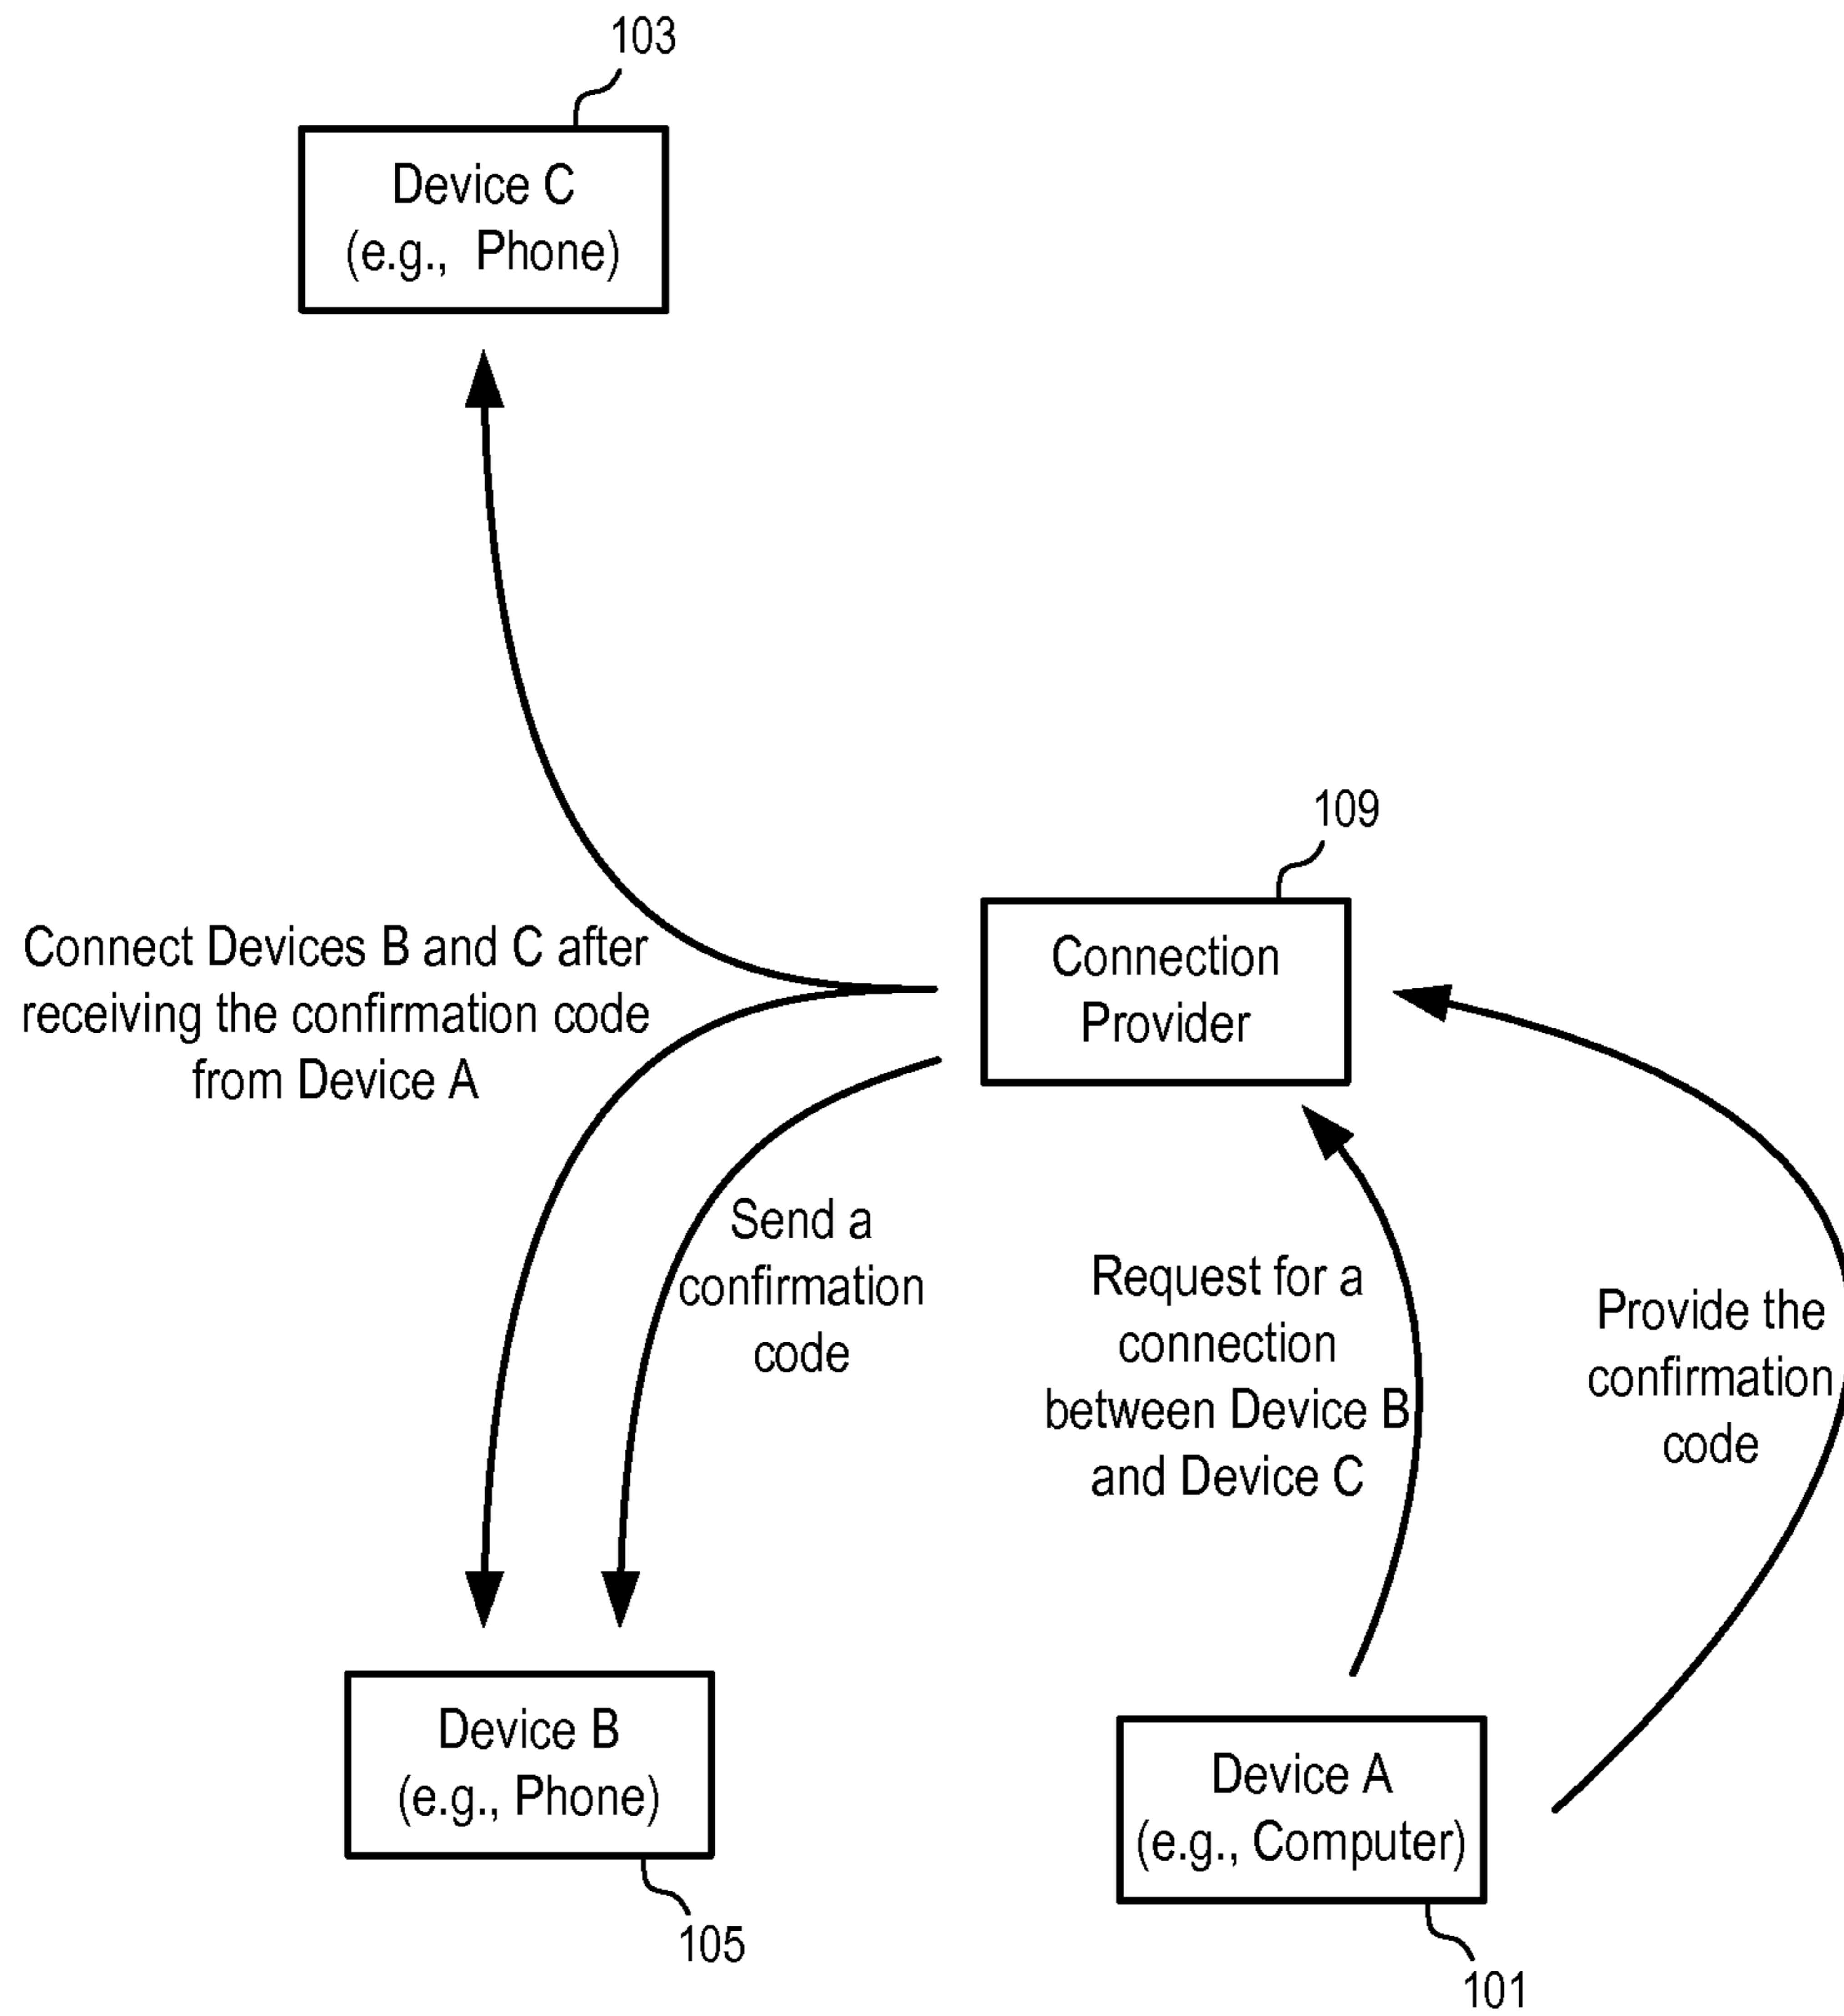 103
Device C
(e.g., Phone)
109
Connection
Provider
Connect Devices B and C after
receiving the confirmation code
from Device A
Send a
confirmation
code
Request for a
connection
between Device B
and Device C
Provide the
confirmation
code
Device B
(e.g., Phone)
105
Device A
(e.g., Computer)
101